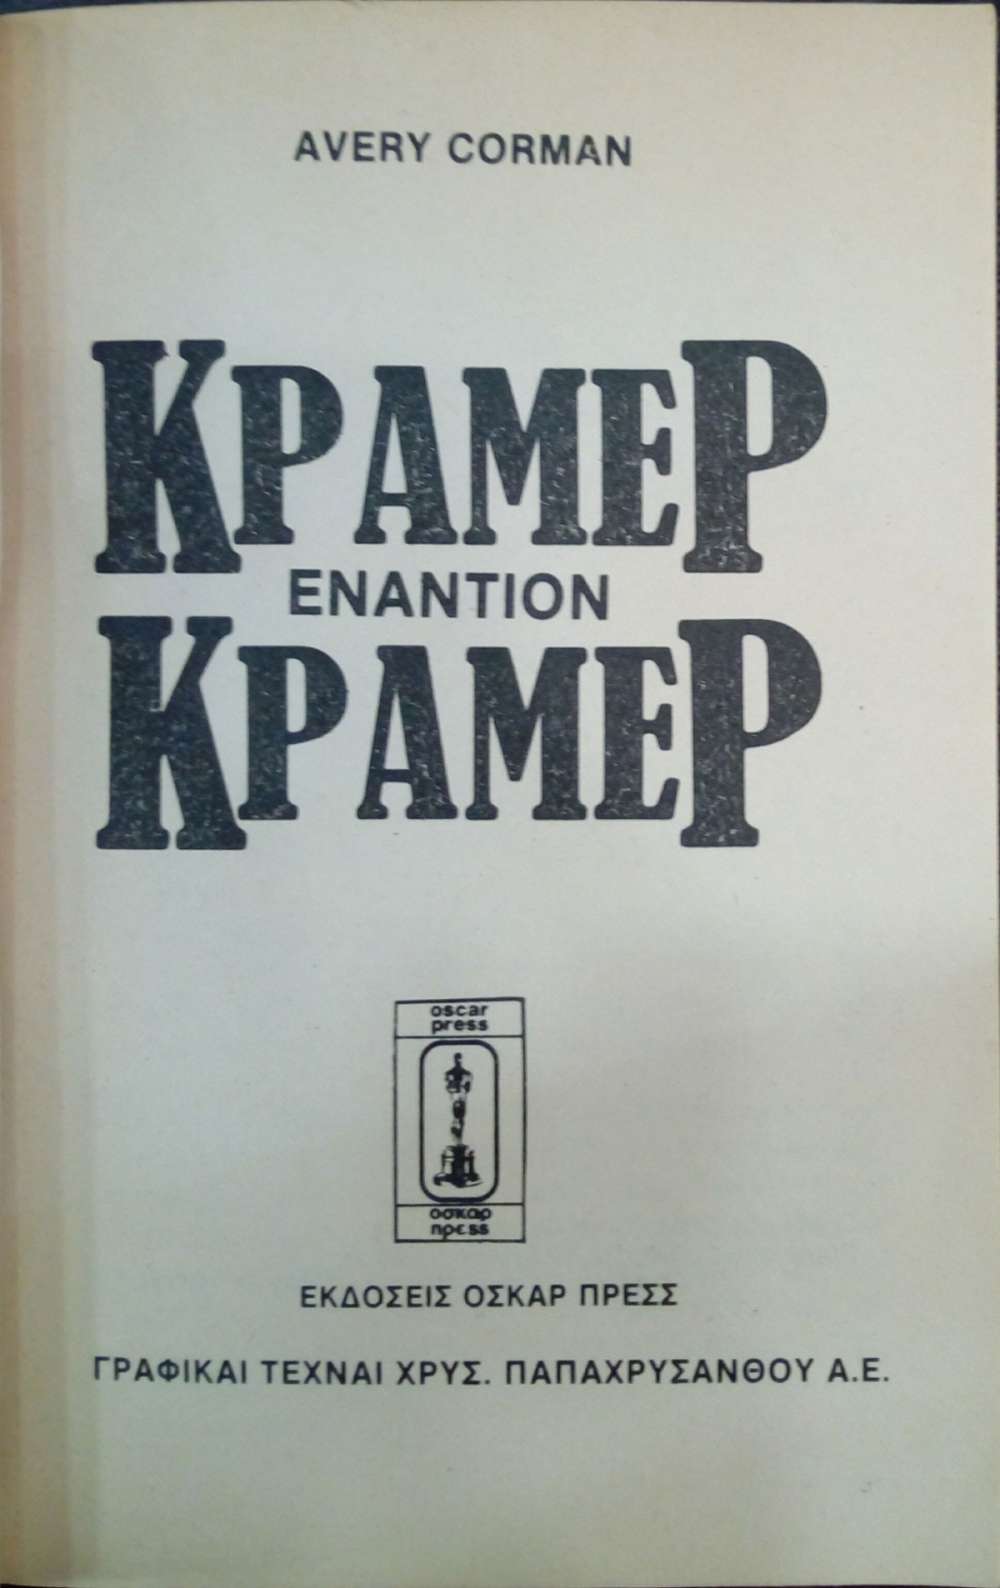 AVERY CORMAN
ΚΡΑΜΕΡ
ΕΝΑΝΤΙΟΝ
ΚΡΑΜΕΡ
oscar
press
οσκαρ
πρεss
ΕΚΔΟΣΕΙΣ ΟΣΚΑΡ ΠΡΕΣΣ
ΓΡΑΦΙΚΑΙ ΤΕΧΝΑΙ ΧΡΥΣ. ΠΑΠΑΧΡΥΣΑΝΘΟΥ Α.Ε.